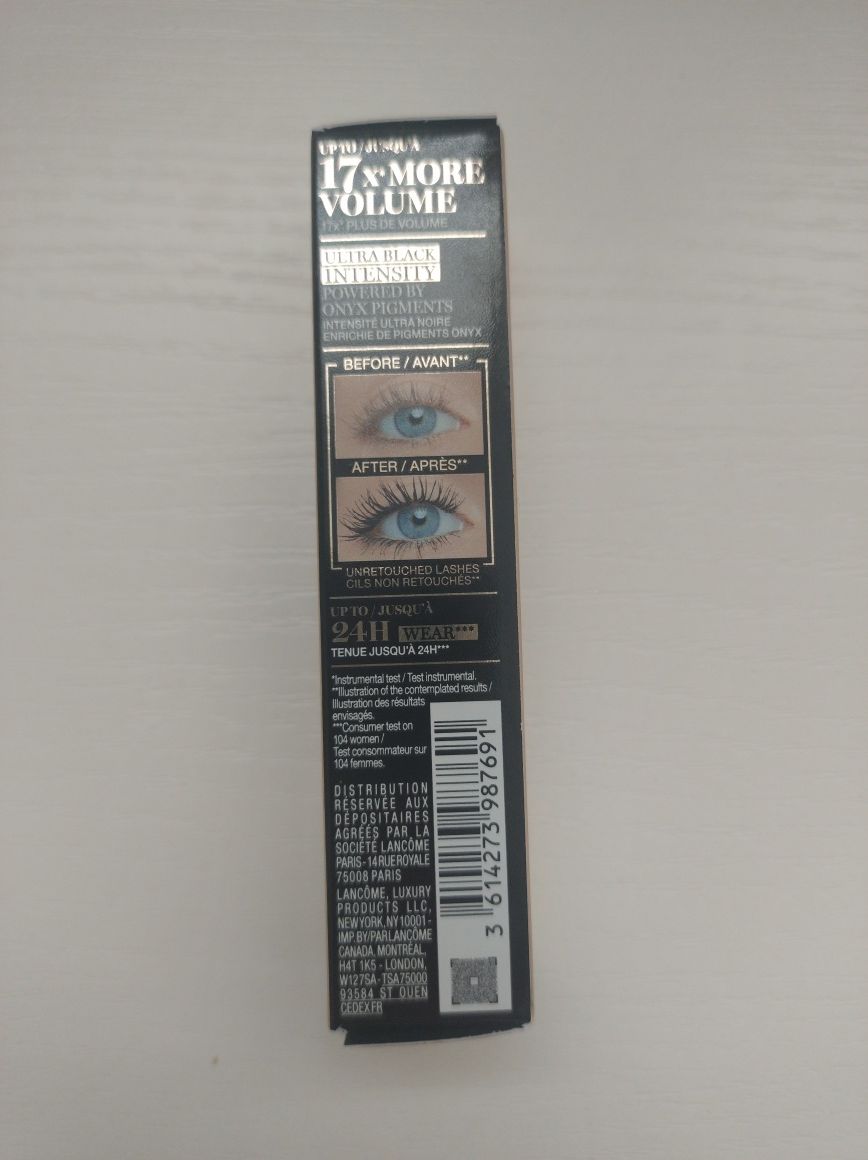 UP TO / JUSQU'À
17x* MORE
VOLUME
17x* PLUS DE VOLUME
ULTRA BLACK
INTENSITY
POWERED BY
ONYX PIGMENTS
INTENSITÉ ULTRA NOIRE
ENRICHIE DE PIGMENTS ONYX
BEFORE / AVANT**
AFTER / APRÈS**
UNRETOUCHED LASHES
CILS NON RETOUCHÉS**
UP TO / JUSQU'À
24H WEAR***
TENUE JUSQU'À 24H***
*Instrumental test / Test instrumental.
**Illustration of the contemplated results /
Illustration des résultats
envisagés.
***Consumer test on
104 women /
Test consommateur sur
104 femmes.
DISTRIBUTION
RÉSERVÉE AUX
DÉPOSITAIRES
AGRÉÉS PAR LA
SOCIÉTÉ LANCÔME
PARIS - 14 RUE ROYALE
75008 PARIS
LANCÔME, LUXURY
PRODUCTS LLC,
NEW YORK, NY 10001 -
IMP. BY/PAR LANCÔME
CANADA, MONTRÉAL,
H4T 1K5 - LONDON,
W127SA - TSA 75000
93584 ST OUEN
CEDEX FR
3 614273 987691